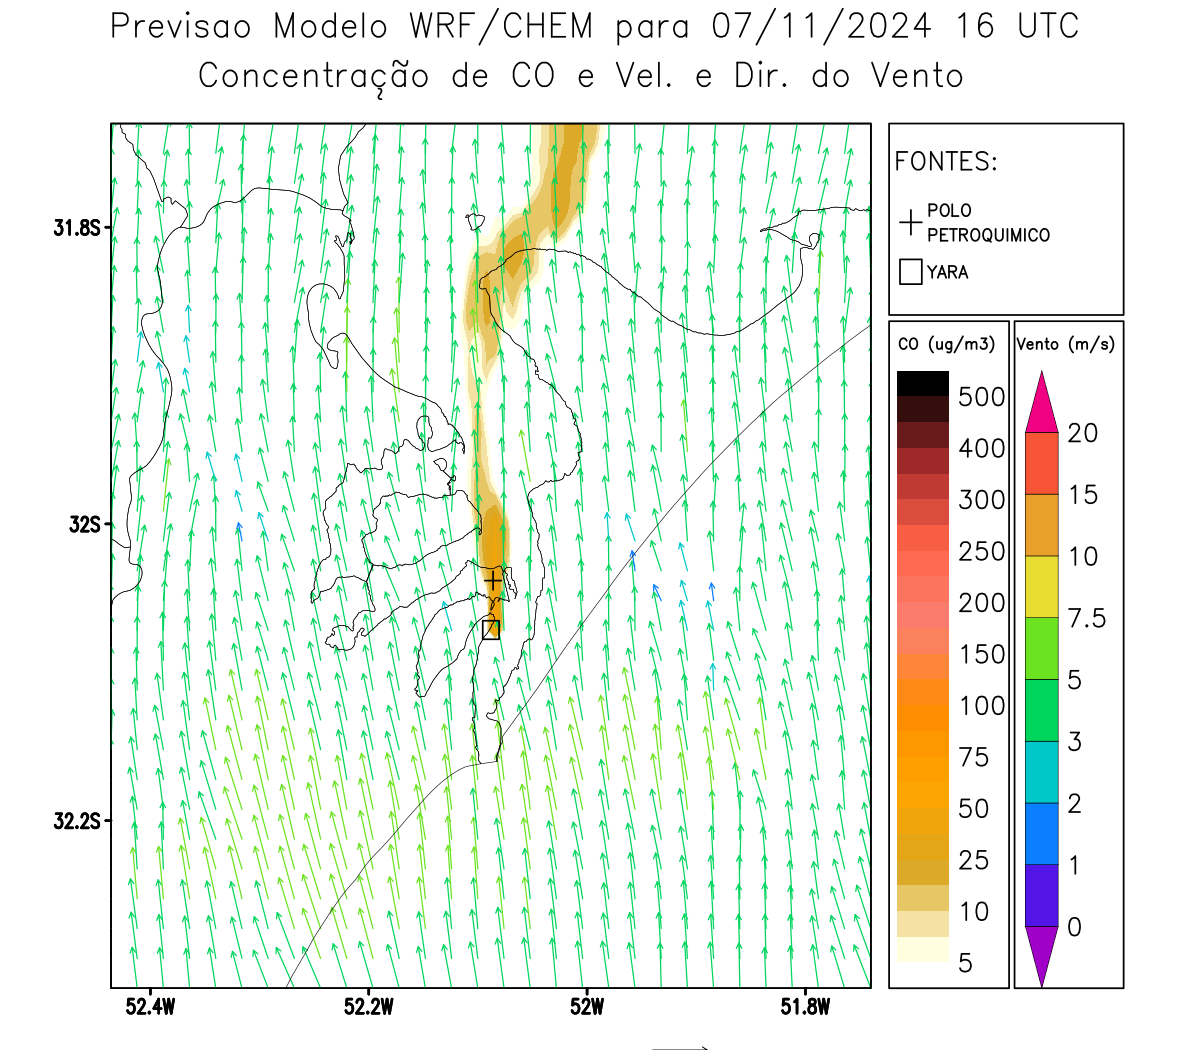 Previsao Modelo WRF/CHEM para 07/11/2024 16 UTC
Concentração de CO e Vel. e Dir. do Vento
FONTES:
POLO
PETROQUIMICO
YARA
CO (ug/m3)
500
400
300
250
200
150
100
75
50
25
10
5
Vento (m/s)
20
15
10
7.5
5
3
2
1
0
31.8S
32S
32.2S
52.4W
52.2W
52W
51.8W